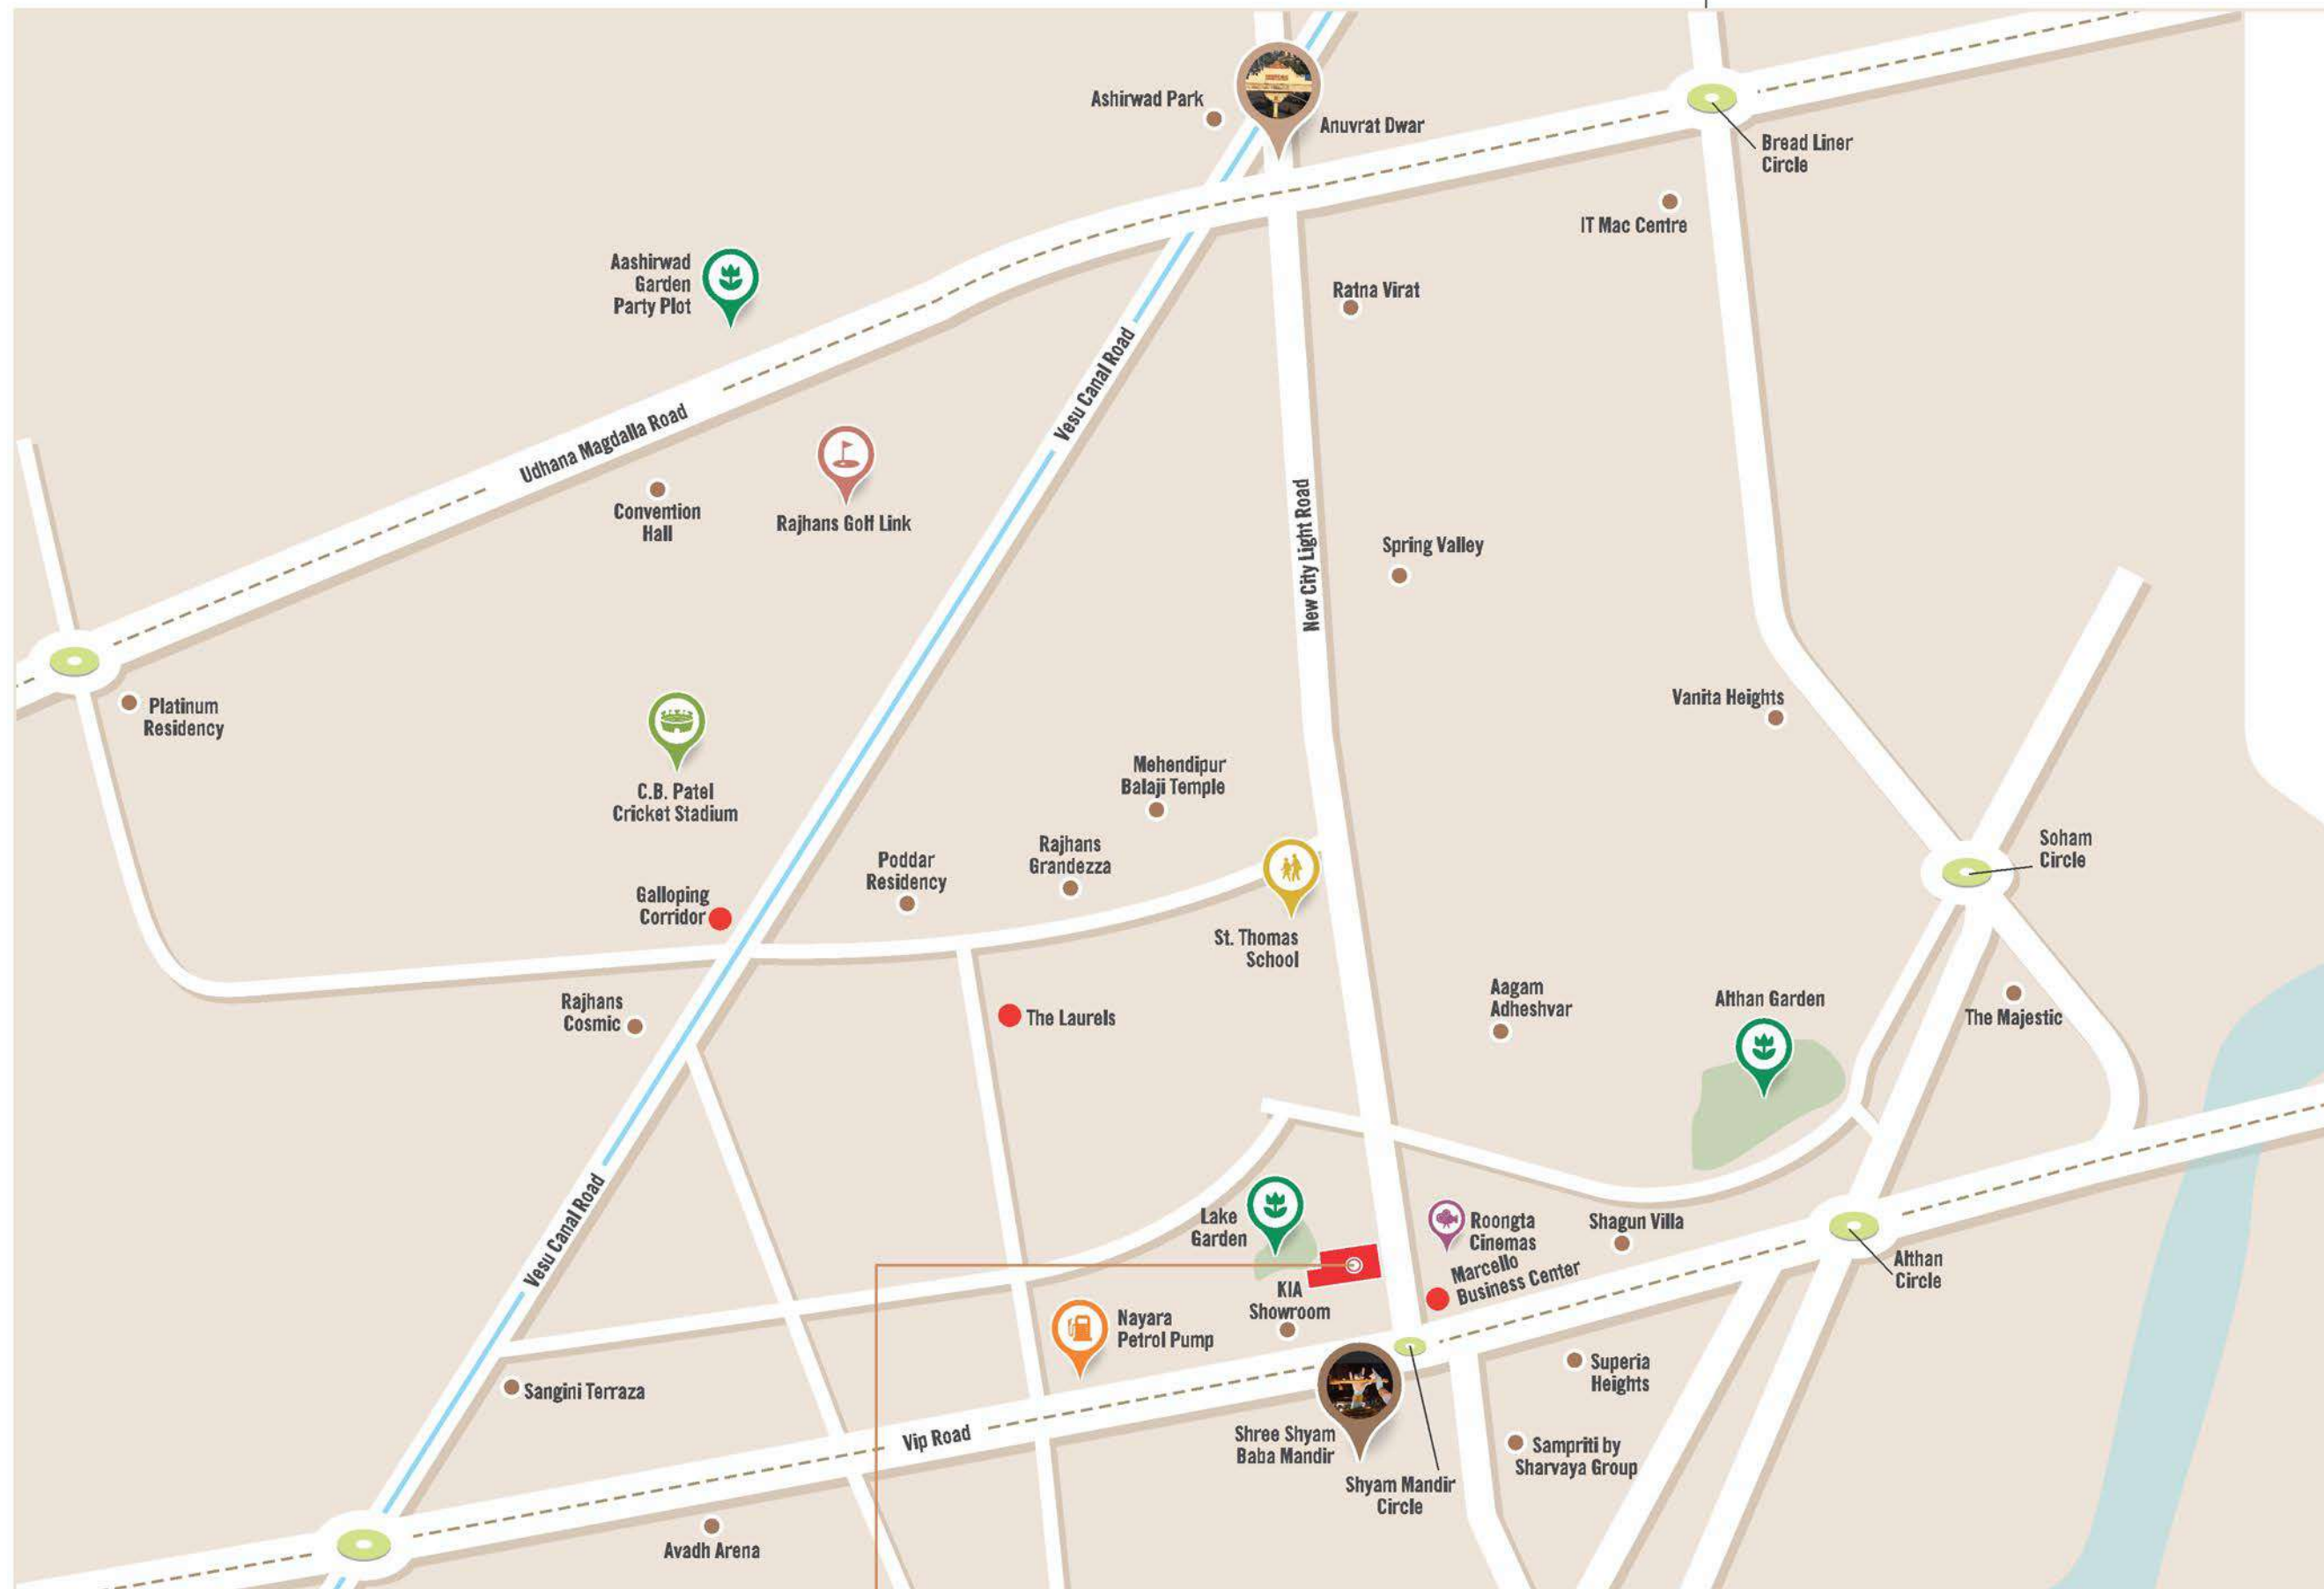 Ashirwad Park
Anuvrat Dwar
Bread Liner
Circle
IT Mac Centre
Aashirwad
Garden
Party Plot
Ratna Virat
Vesu Canal Road
Udhana Magdalla Road
Convention
Hall
Rajhans Golf Link
New City Light Road
Spring Valley
Platinum
Residency
Vanita Heights
C.B. Patel
Cricket Stadium
Mehendipur
Balaji Temple
Soham
Circle
Rajhans
Grandezza
Poddar
Residency
Galloping
Corridor
St. Thomas
School
Rajhans
Cosmic
The Laurels
Aagam
Adheshvar
Althan Garden
The Majestic
Vesu Canal Road
Lake
Garden
Roongta
Cinemas
Shagun Villa
Marcello
Business Center
Althan
Circle
KIA
Showroom
Nayara
Petrol Pump
Sangini Terraza
Superia
Heights
Vip Road
Shree Shyam
Baba Mandir
Sampriti by
Sharvaya Group
Shyam Mandir
Circle
Avadh Arena